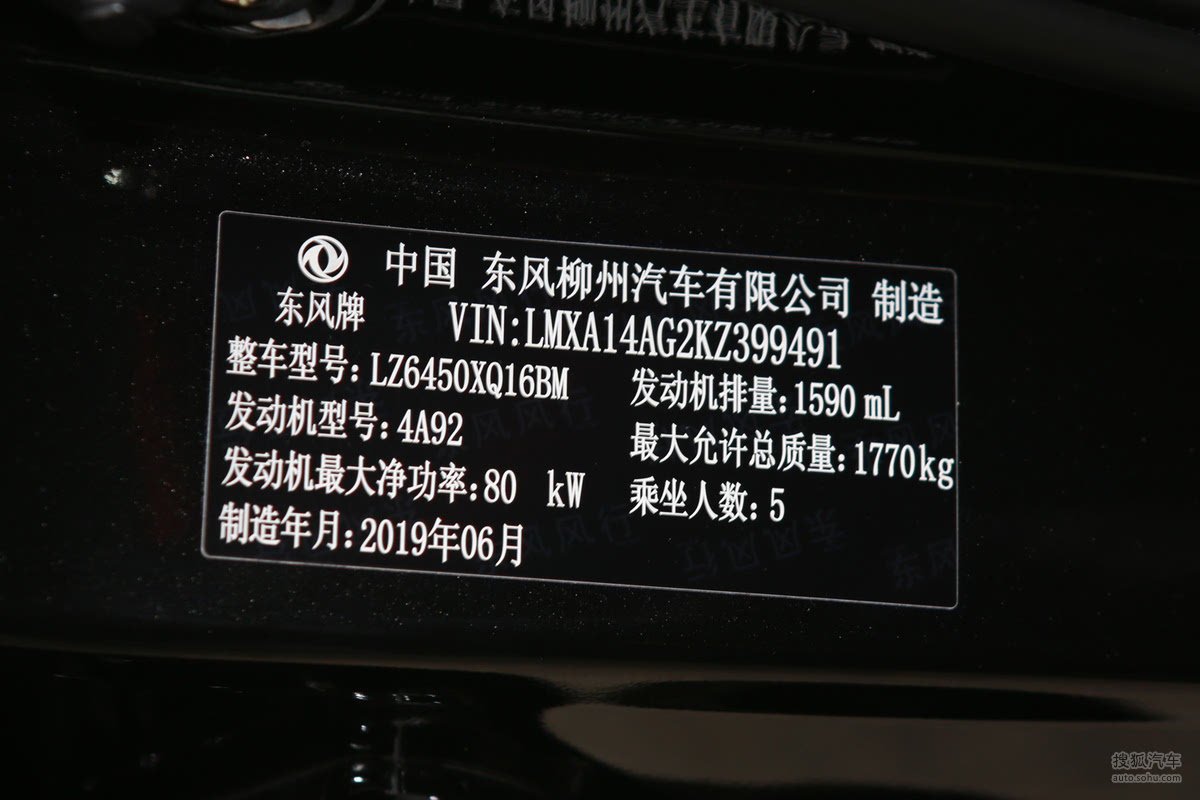 中国 东风柳州汽车有限公司 制造
东风牌
VIN:LMXA14AG2KZ399491
整车型号:LZ6450XQ16BM 发动机排量:1590 mL
发动机型号:4A92 最大允许总质量:1770kg
发动机最大净功率:80 kW 乘坐人数:5
制造年月:2019年06月
搜狐汽车
auto.sohu.com